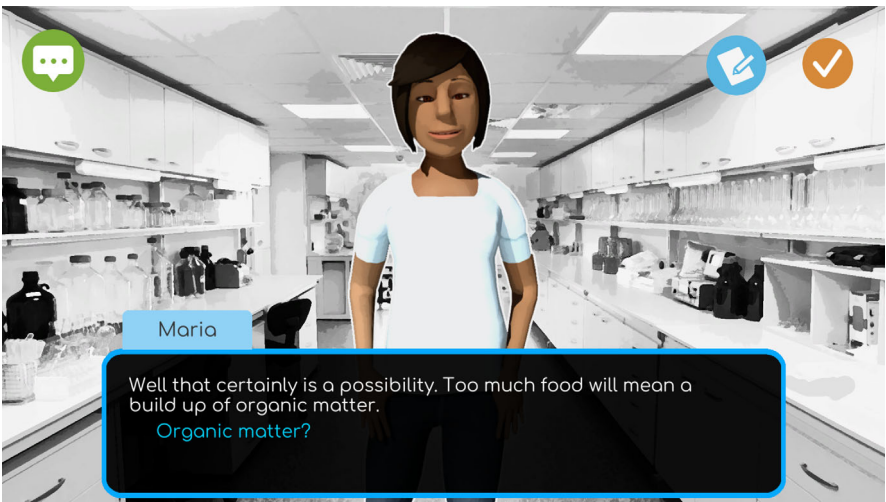 Maria
Well that certainly is a possibility. Too much food will mean a
build up of organic matter.
Organic matter?